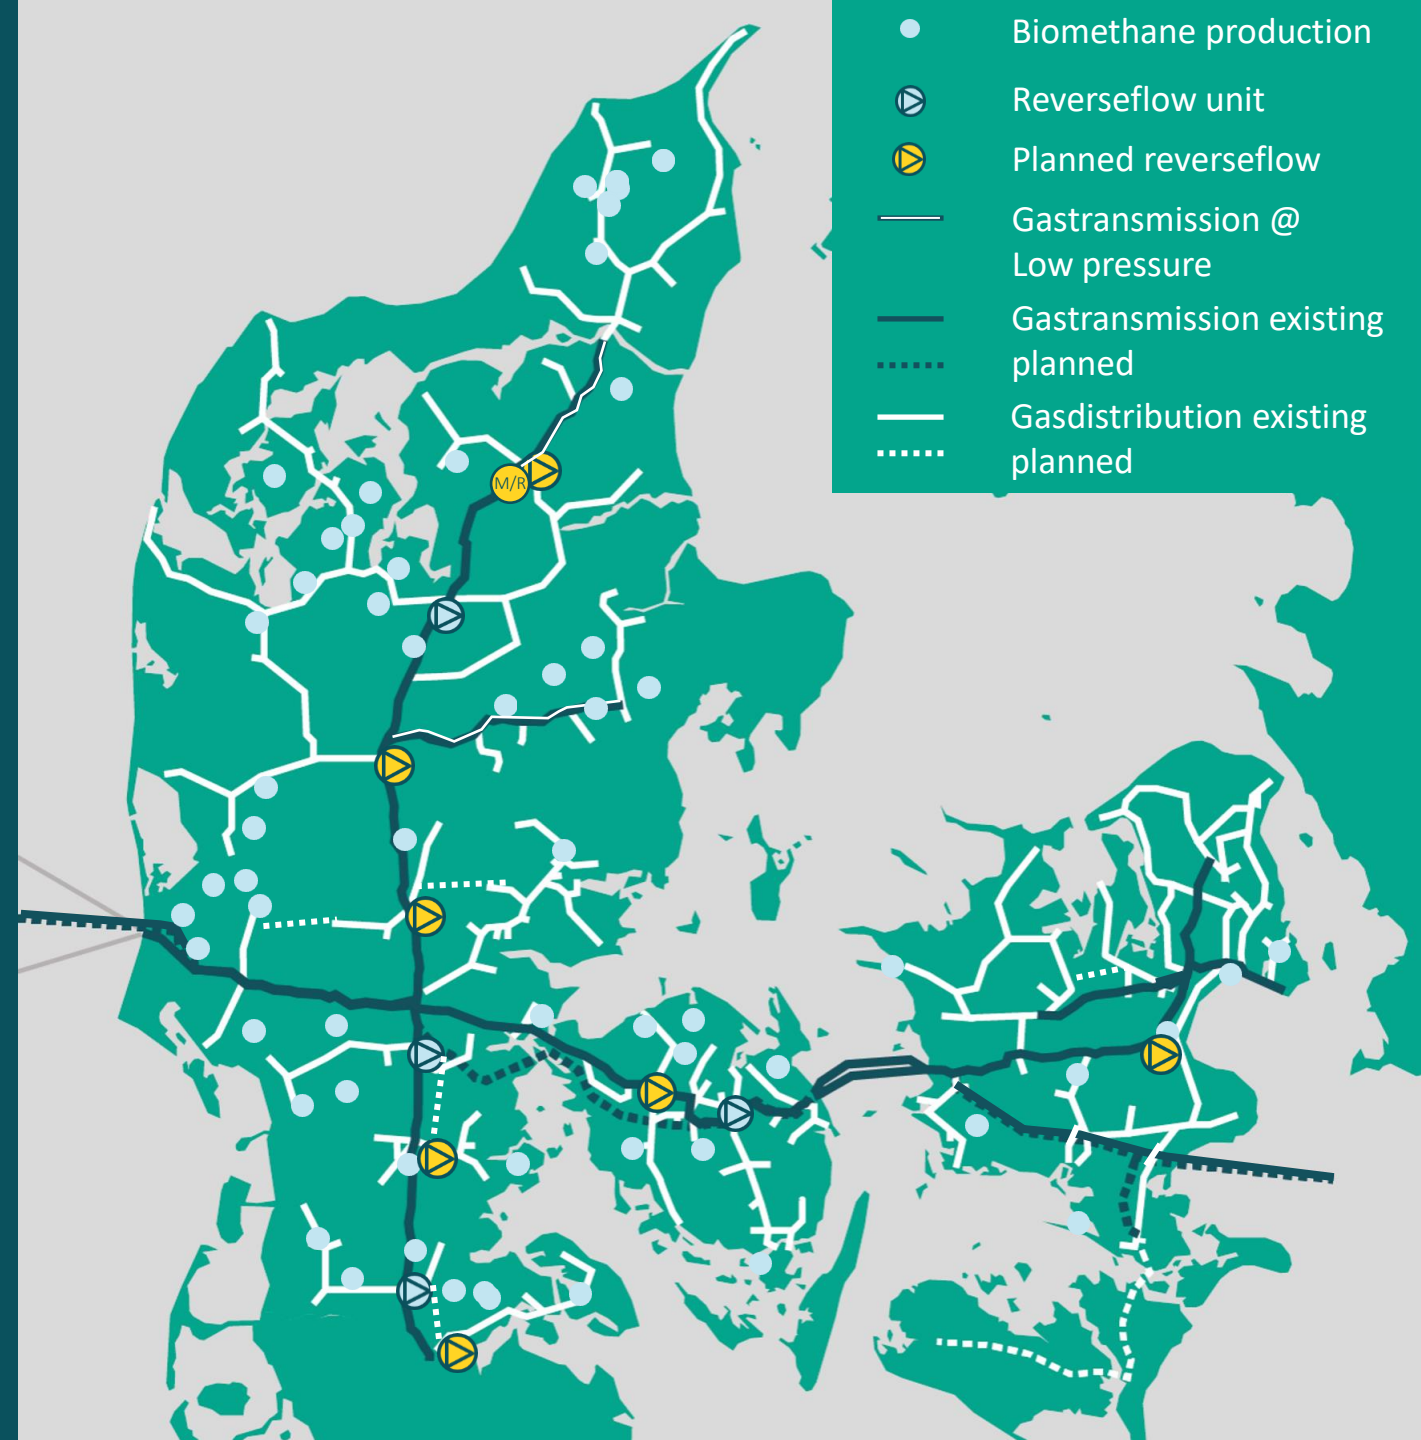 Biomethane production
Reverseflow unit
Planned reverseflow
Gastransmission @
Low pressure
Gastransmission existing
planned
Gasdistribution existing
planned
M/R